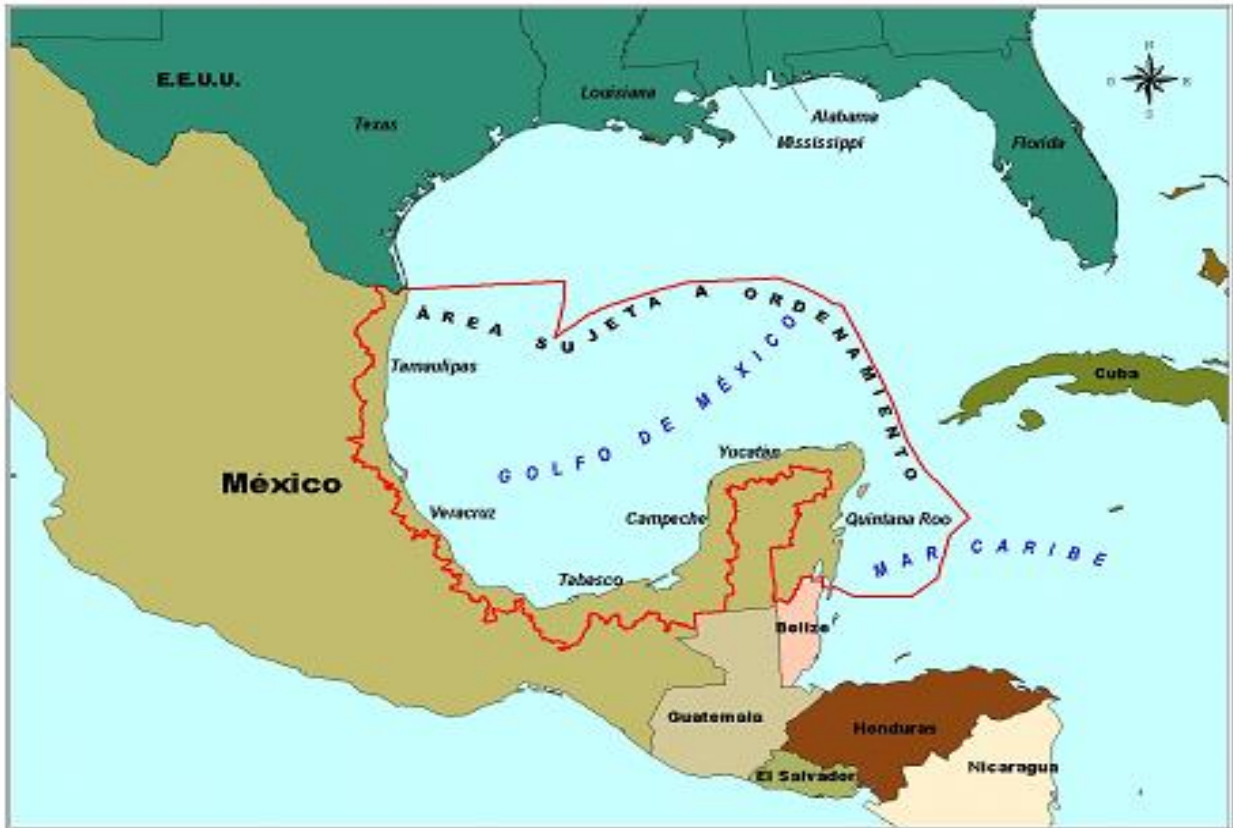 E.E.U.U.
Texas
Louisiana
Alabama
Mississippi
Florida
N
O
E
S
ÁREA SUJETA A ORDENAMIENTO
Tamaulipas
GOLFO DE MÉXICO
Cuba
México
Yucatán
Veracruz
Campeche
Quintana Roo
MAR CARIBE
Tabasco
Belize
Guatemala
Honduras
El Salvador
Nicaragua